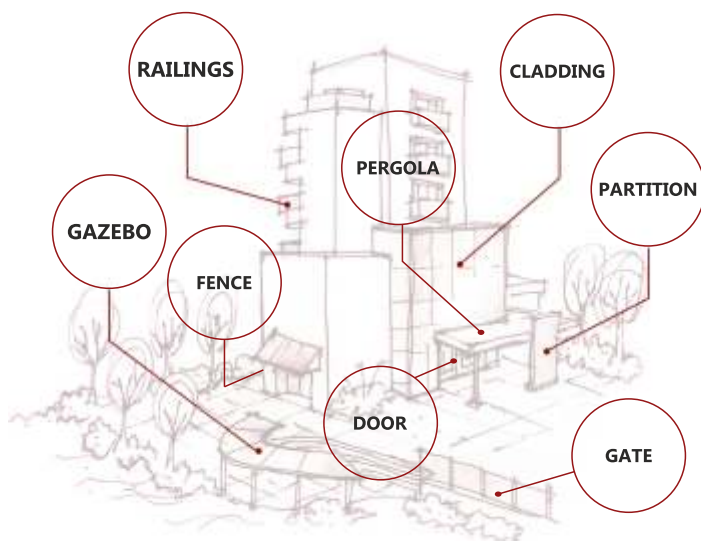 RAILINGS
CLADDING
PERGOLA
PARTITION
GAZEBO
FENCE
DOOR
GATE